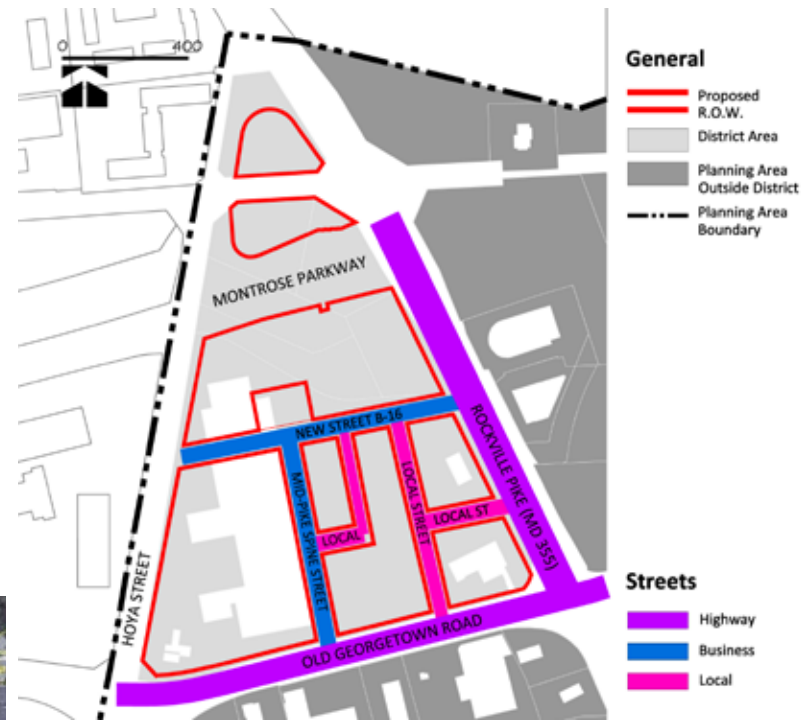 0 400
General
Proposed
R.O.W.
District Area
Planning Area
Outside District
Planning Area
Boundary
MONTROSE PARKWAY
NEW STREET B-16
ROCKVILLE PIKE (MD 355)
MID-PIKE SPINE STREET
LOCAL STREET
LOCAL ST
LOCAL
HOYA STREET
OLD GEORGETOWN ROAD
Streets
Highway
Business
Local